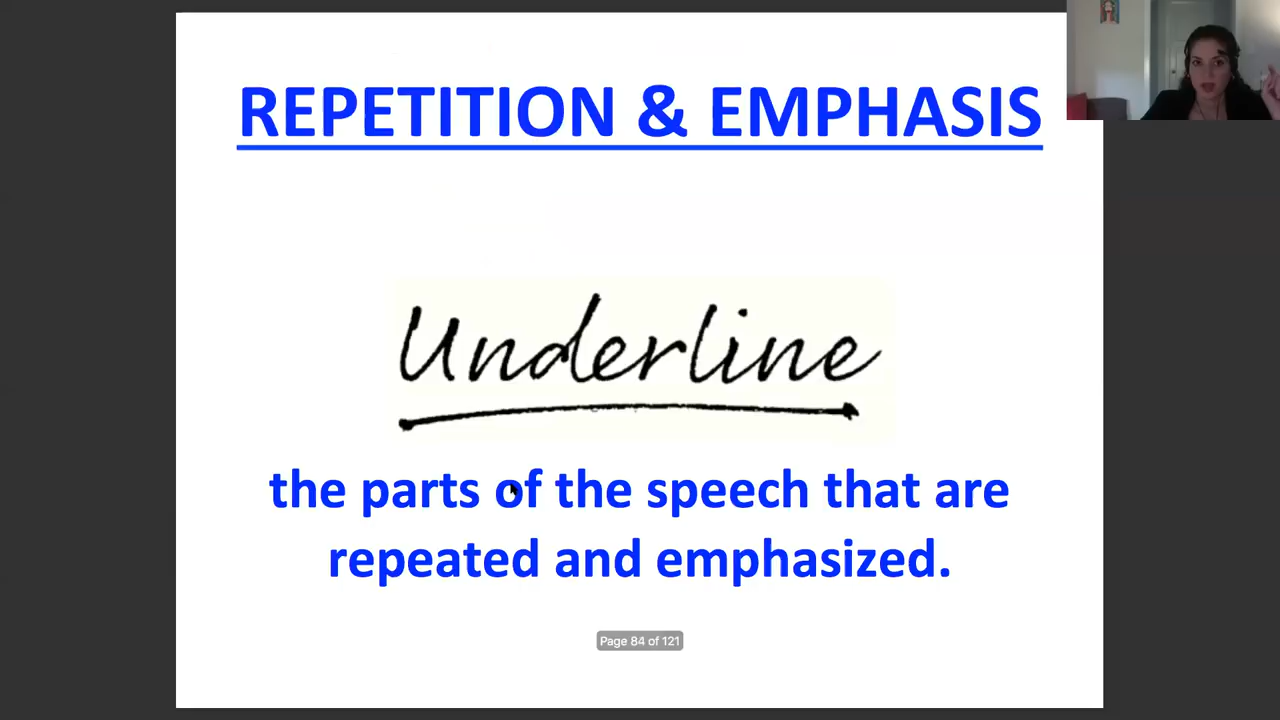 REPETITION & EMPHASIS
Underline
the parts of the speech that are
repeated and emphasized.
Page 84 of 121